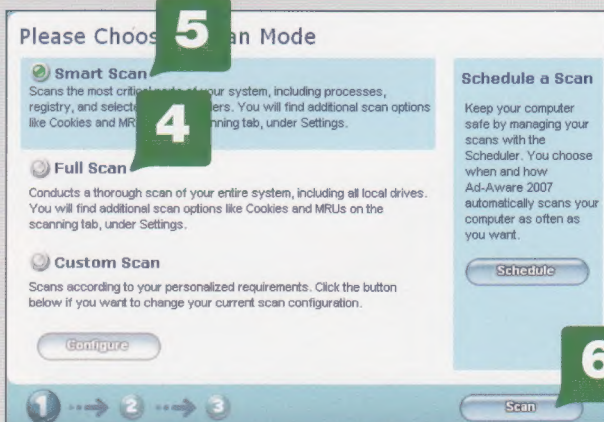 Please Choos an Mode
5
Smart Scan
Scans the most critical of your system, including processes,
registry, and selecte ers. You will find additional scan options
like Cookies and MR nning tab, under Settings.
4
Full Scan
Conducts a thorough scan of your entire system, including all local drives.
You will find additional scan options like Cookies and MRUs on the
scanning tab, under Settings.
Custom Scan
Scans according to your personalized requirements. Click the button
below if you want to change your current scan configuration.
Configure
Schedule a Scan
Keep your computer
safe by managing your
scans with the
Scheduler. You choose
when and how
Ad-Aware 2007
automatically scans your
computer as often as
you want.
Schedule
6
1 2 3
Scan